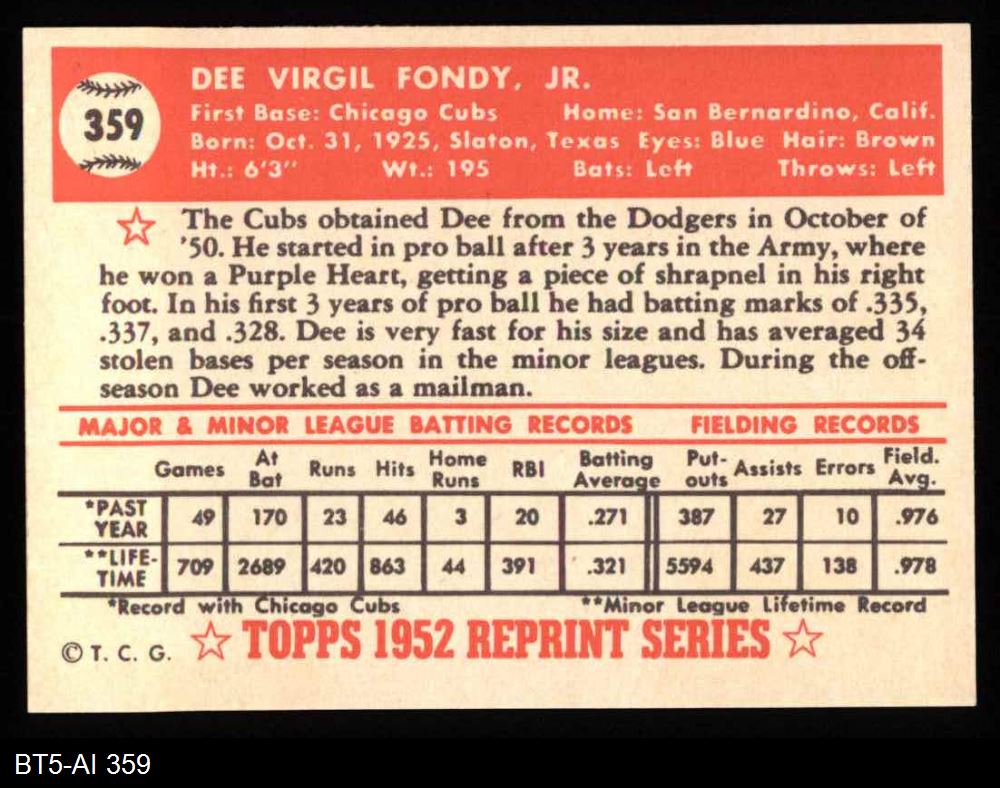 359
DEE VIRGIL FONDY, JR.
First Base: Chicago Cubs Home: San Bernardino, Calif.
Born: Oct. 31, 1925, Slaton, Texas Eyes: Blue Hair: Brown
Ht.: 6'3" Wt.: 195 Bats: Left Throws: Left
The Cubs obtained Dee from the Dodgers in October of
'50. He started in pro ball after 3 years in the Army, where
he won a Purple Heart, getting a piece of shrapnel in his right
foot. In his first 3 years of pro ball he had batting marks of .335,
.337, and .328. Dee is very fast for his size and has averaged 34
stolen bases per season in the minor leagues. During the off-
season Dee worked as a mailman.
MAJOR & MINOR LEAGUE BATTING RECORDS FIELDING RECORDS
Games At Bat Runs Hits Home Runs RBI Batting Average Put-outs Assists Errors Field. Avg.
*PAST YEAR 49 170 23 46 3 20 .271 387 27 10 .976
**LIFE-TIME 709 2689 420 863 44 391 .321 5594 437 138 .978
*Record with Chicago Cubs **Minor League Lifetime Record
© T. C. G. TOPPS 1952 REPRINT SERIES
BT5-AI 359